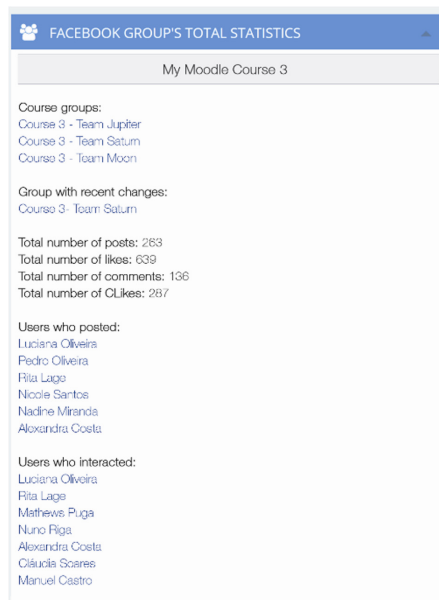 FACEBOOK GROUP'S TOTAL STATISTICS
My Moodle Course 3
Course groups:
Course 3 - Team Jupiter
Course 3 - Team Saturn
Course 3 - Team Moon
Group with recent changes:
Course 3- Team Saturn
Total number of posts: 263
Total number of likes: 639
Total number of comments: 136
Total number of CLikes: 287
Users who posted:
Luciana Oliveira
Pedro Oliveira
Rita Lage
Nicole Santos
Nadine Miranda
Alexandra Costa
Users who interacted:
Luciana Oliveira
Rita Lage
Mathews Puga
Nuno Riga
Alexandra Costa
Cláudia Soares
Manuel Castro